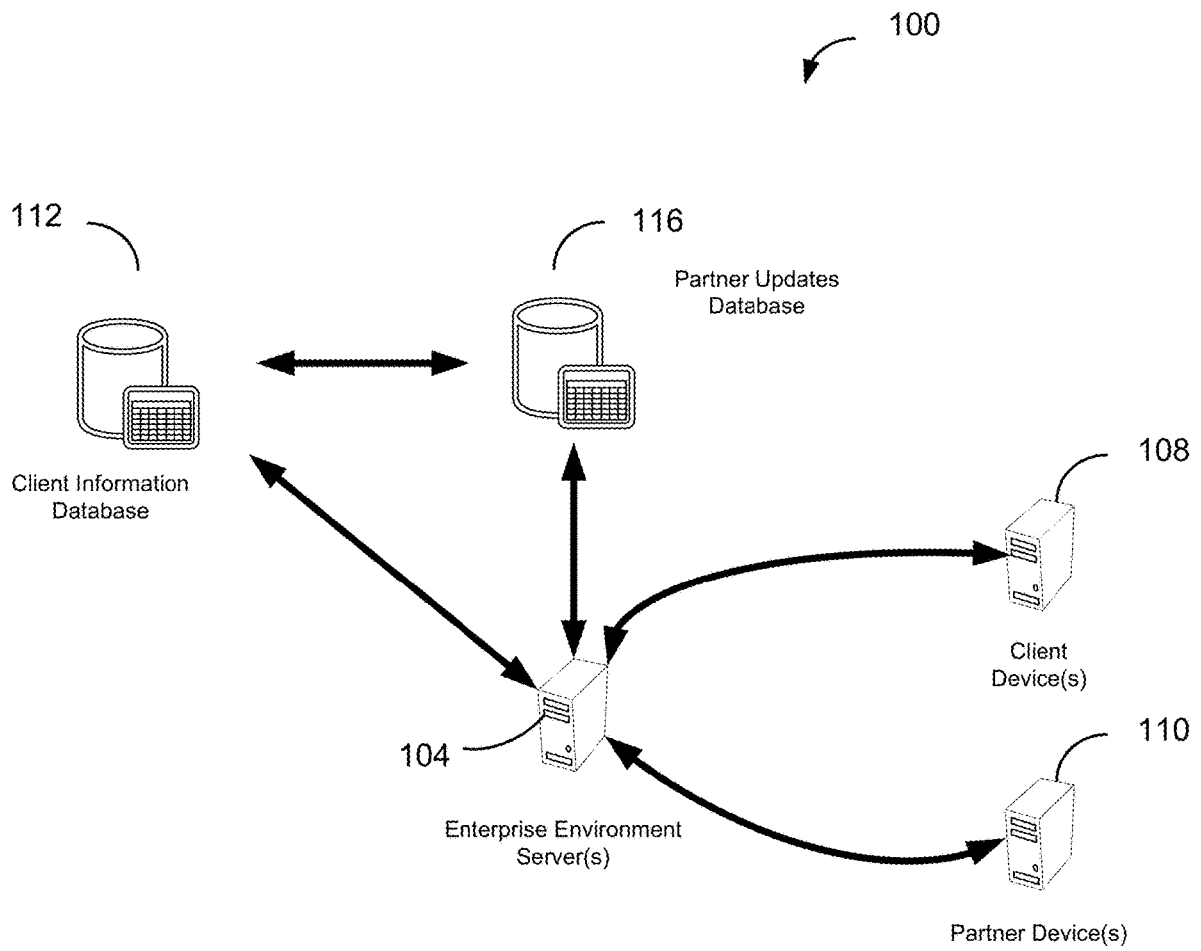 100
112
116
Partner Updates
Database
Client Information
Database
108
Client
Device(s)
104
110
Enterprise Environment
Server(s)
Partner Device(s)